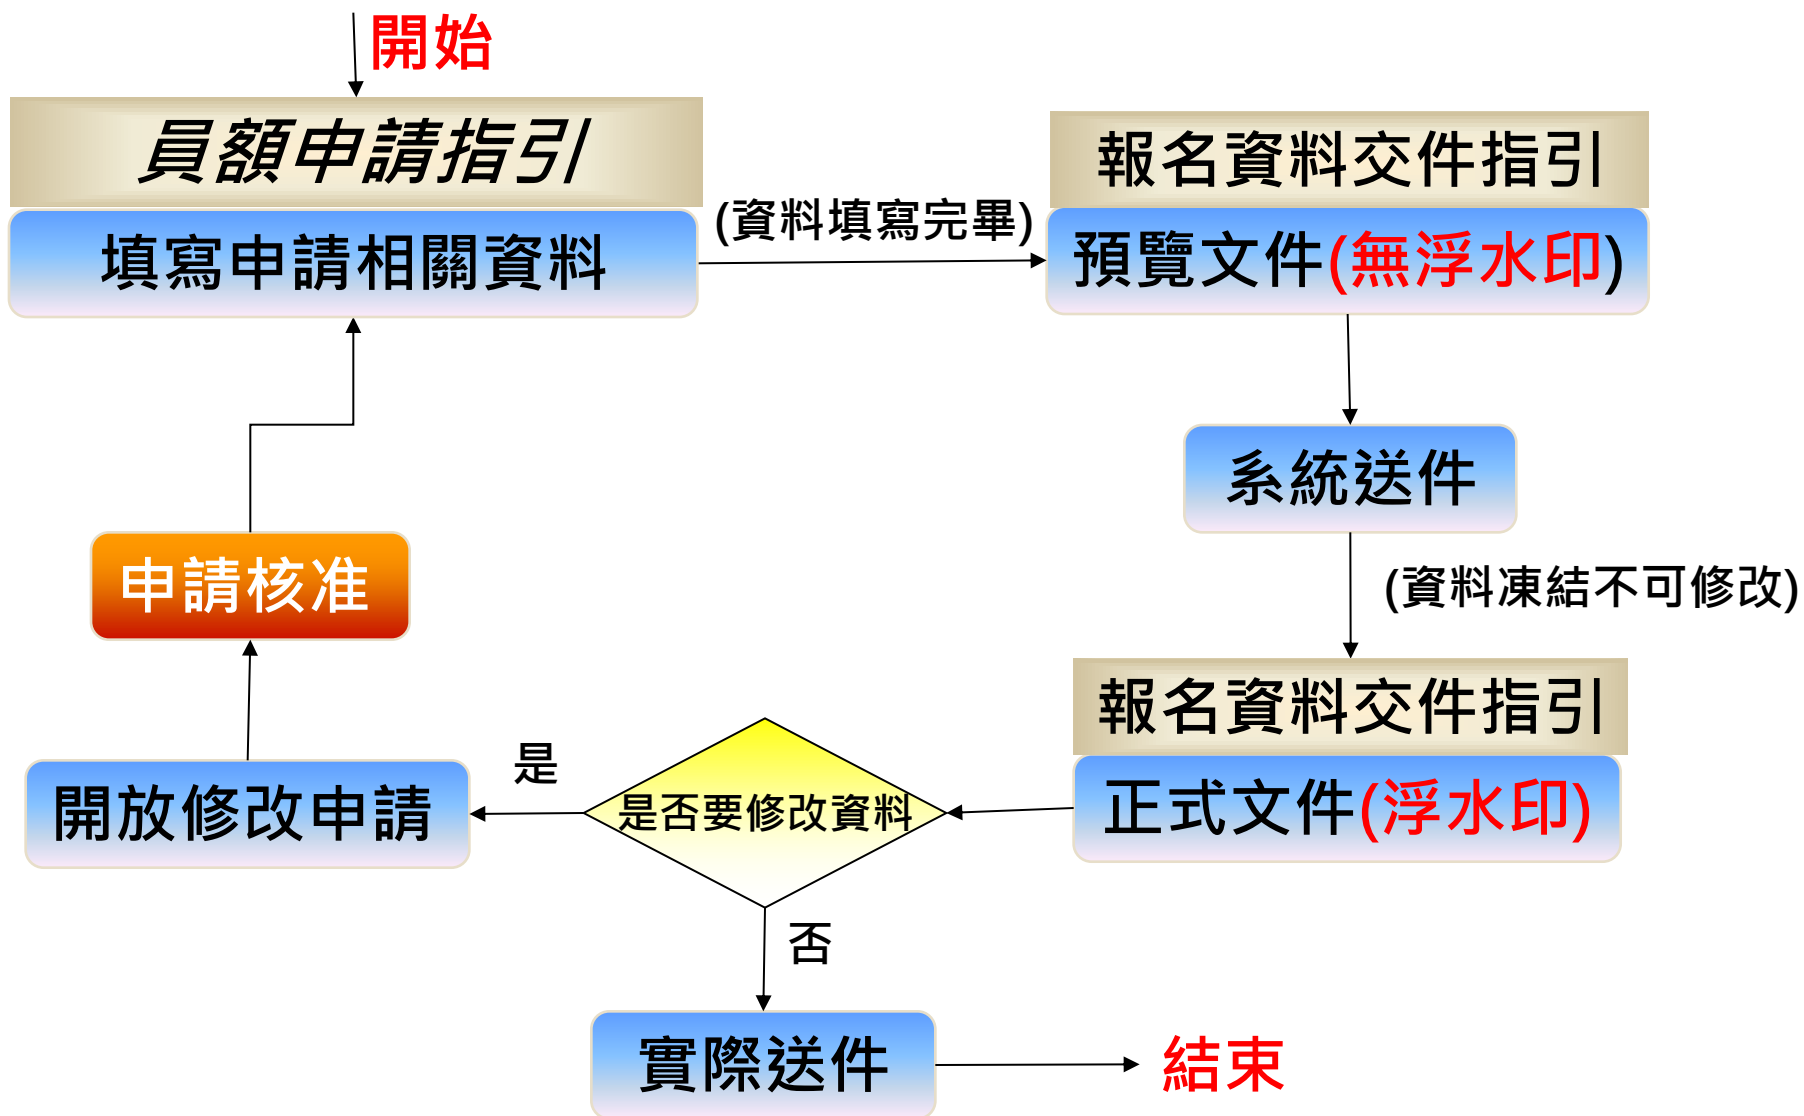 開始
員額申請指引
填寫申請相關資料
(資料填寫完畢)
報名資料交件指引
預覽文件(無浮水印)
系統送件
(資料凍結不可修改)
報名資料交件指引
正式文件(浮水印)
是否要修改資料
是
開放修改申請
申請核准
否
實際送件
結束